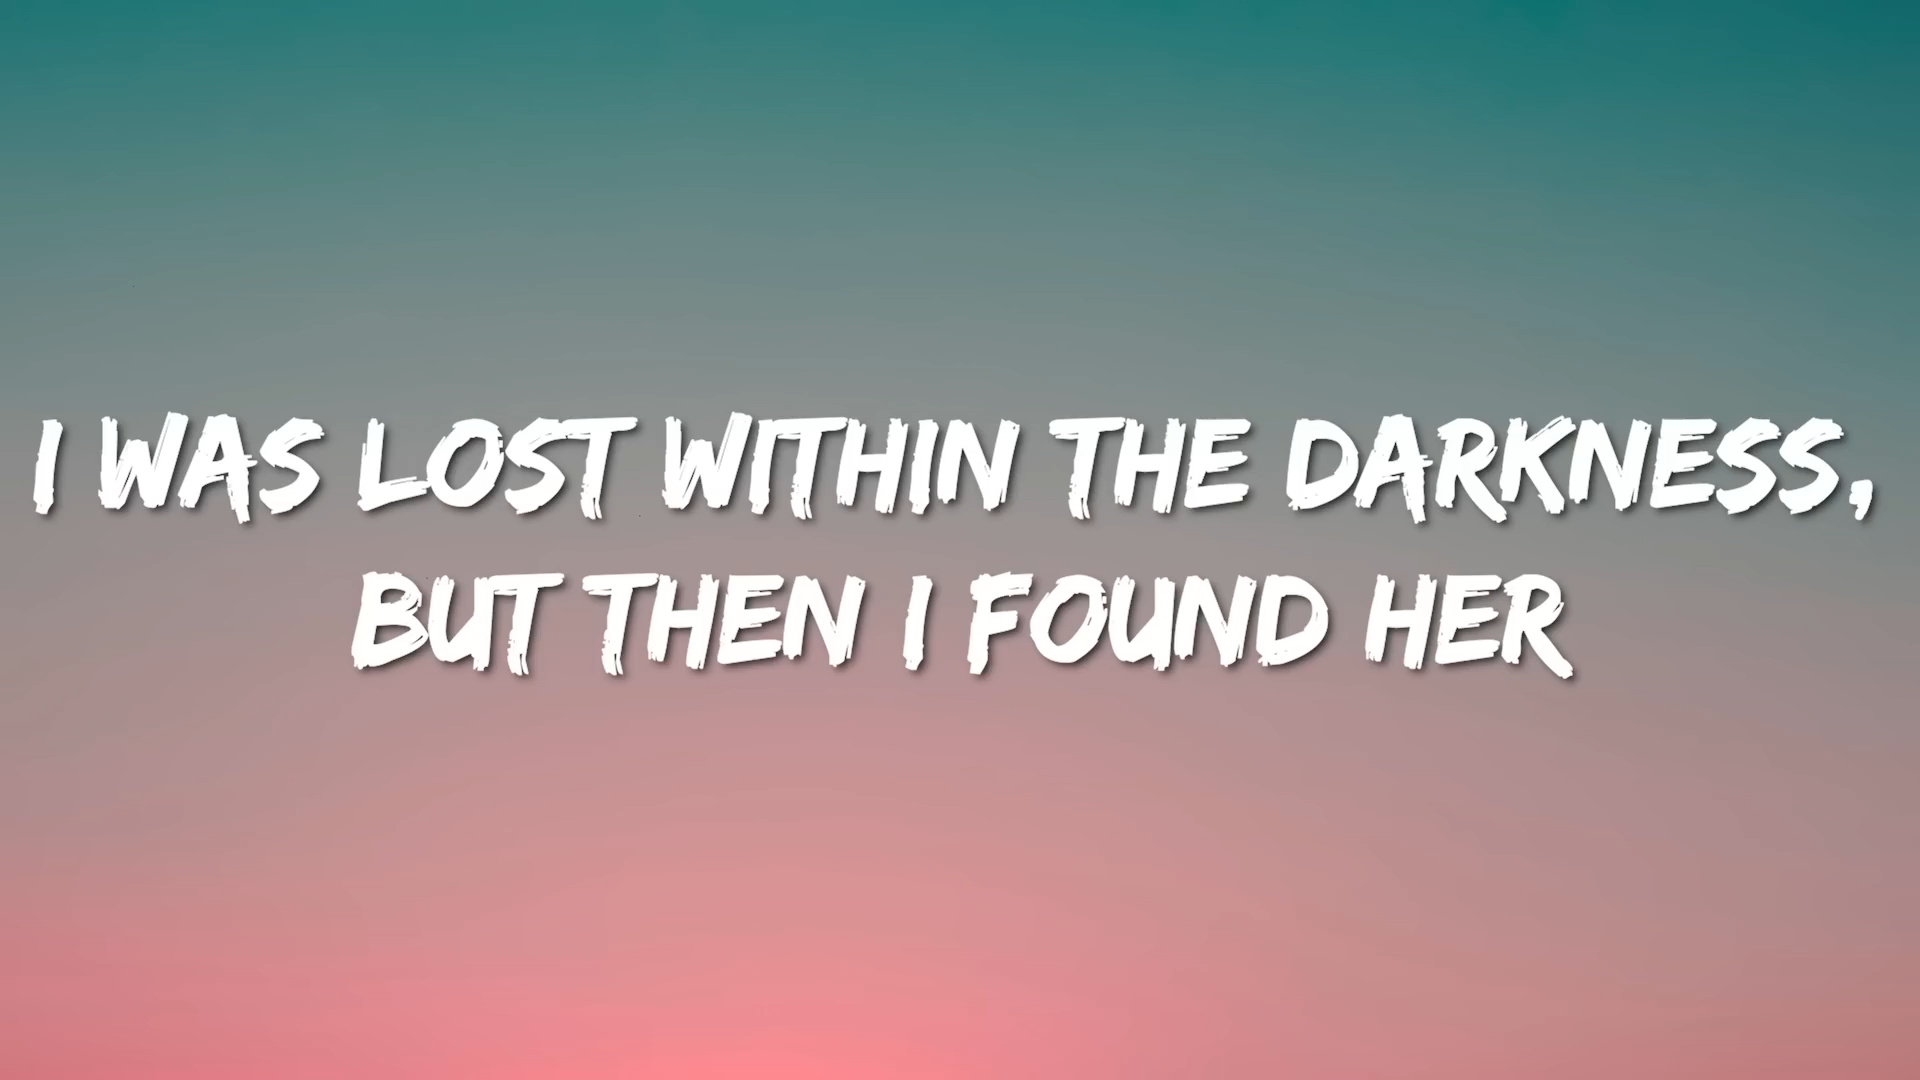 I WAS LOST WITHIN THE DARKNESS,
BUT THEN I FOUND HER